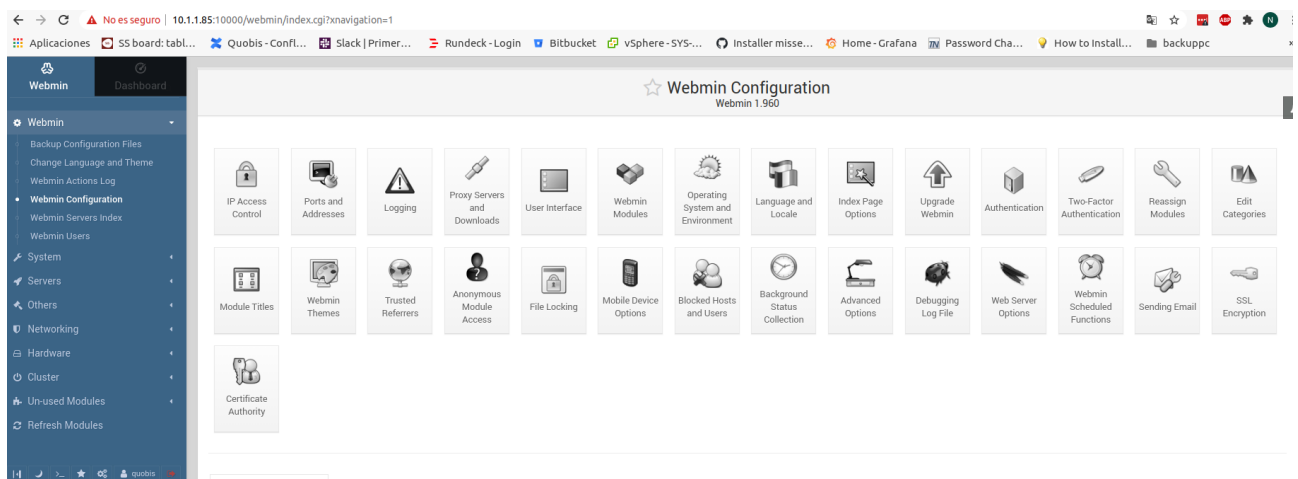 No es seguro | 10.1.1.85:10000/webmin/index.cgi?xnavigation=1
Aplicaciones SS board: tabl... Quobis - Confl... Slack | Primer... Rundeck - Login Bitbucket vSphere - SYS-... Installer misse... Home - Grafana Password Cha... How to Install... backuppc
Webmin Dashboard
Webmin
Backup Configuration Files
Change Language and Theme
Webmin Actions Log
Webmin Configuration
Webmin Servers Index
Webmin Users
System
Servers
Others
Networking
Hardware
Cluster
Un-used Modules
Refresh Modules
quobis
Webmin Configuration
Webmin 1.960
IP Access Control
Ports and Addresses
Logging
Proxy Servers and Downloads
User Interface
Webmin Modules
Operating System and Environment
Language and Locale
Index Page Options
Upgrade Webmin
Authentication
Two-Factor Authentication
Reassign Modules
Edit Categories
Module Titles
Webmin Themes
Trusted Referrers
Anonymous Module Access
File Locking
Mobile Device Options
Blocked Hosts and Users
Background Status Collection
Advanced Options
Debugging Log File
Web Server Options
Webmin Scheduled Functions
Sending Email
SSL Encryption
Certificate Authority